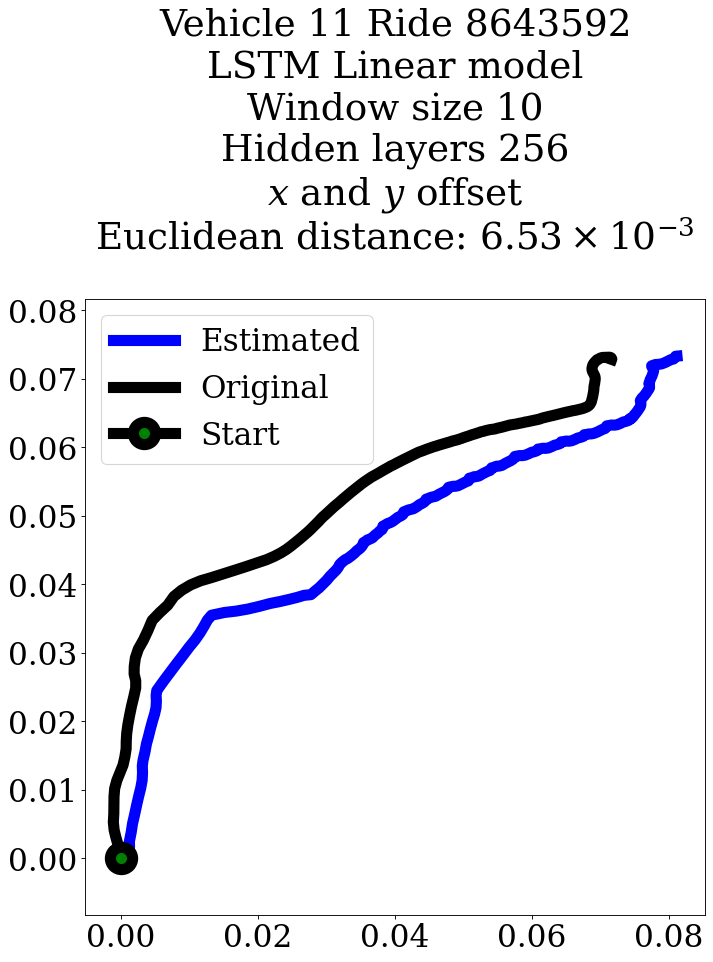 Vehicle 11 Ride 8643592
LSTM Linear model
Window size 10
Hidden layers 256
x and y offset
Euclidean distance: 6.53 × 10⁻³
0.08
0.07
0.06
0.05
0.04
0.03
0.02
0.01
0.00
Estimated
Original
Start
0.00 0.02 0.04 0.06 0.08